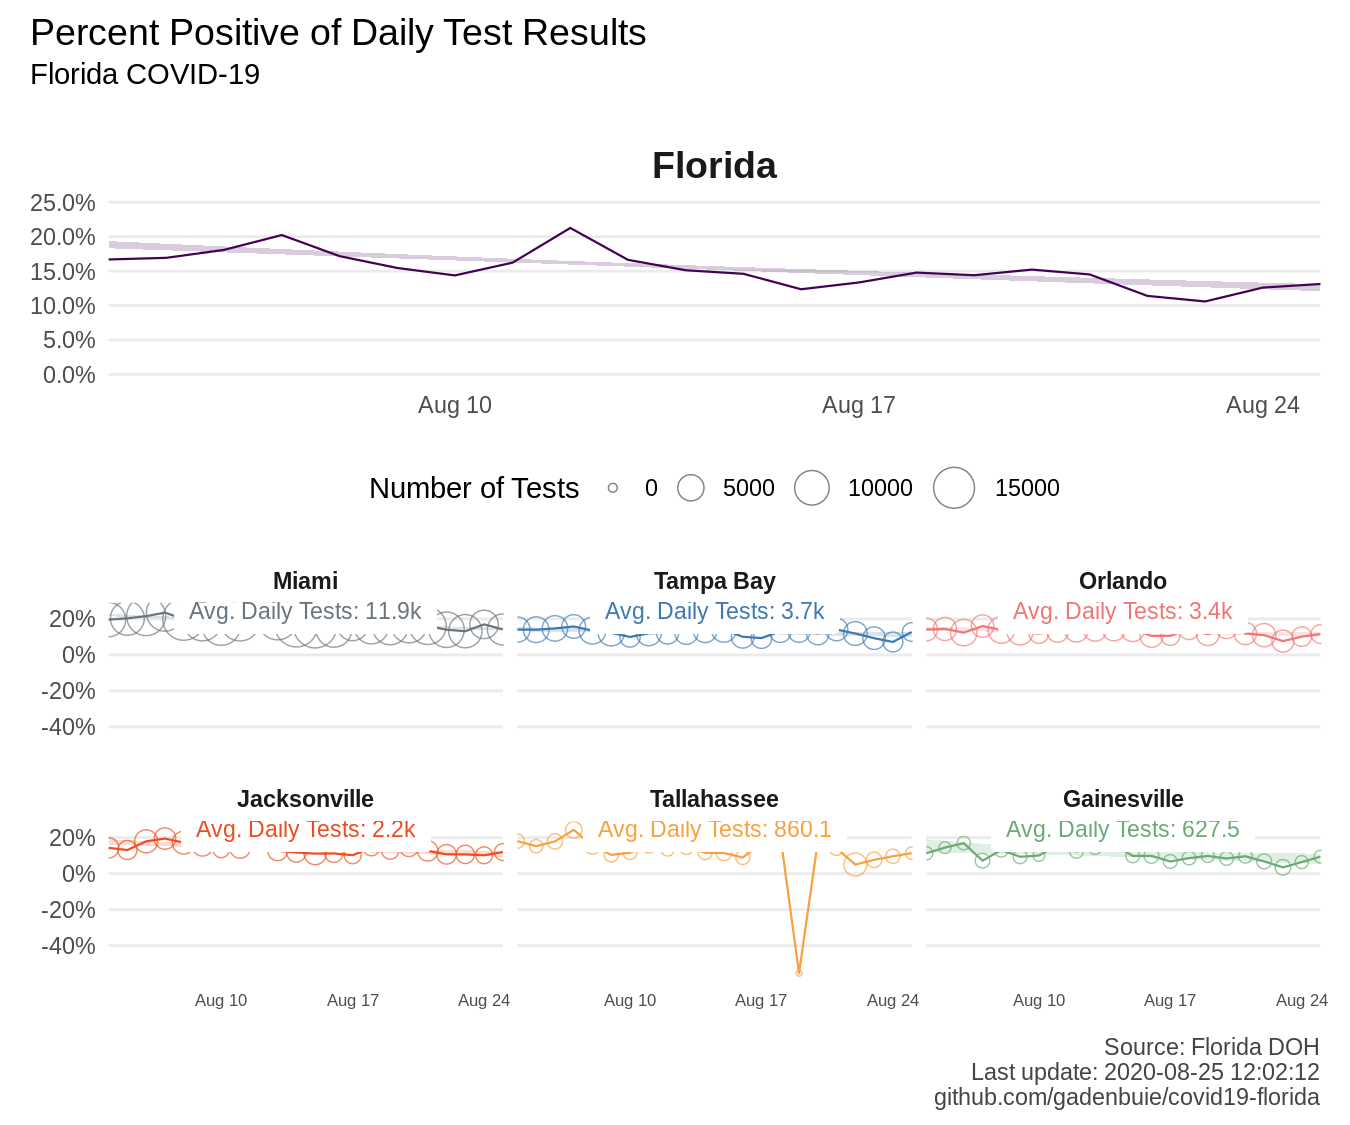 Percent Positive of Daily Test Results
Florida COVID-19
Florida
25.0%
20.0%
15.0%
10.0%
5.0%
0.0%
Aug 10 Aug 17 Aug 24
Number of Tests 0 5000 10000 15000
Miami Tampa Bay Orlando
Avg. Daily Tests: 11.9k Avg. Daily Tests: 3.7k Avg. Daily Tests: 3.4k
20%
0%
-20%
-40%
Jacksonville Tallahassee Gainesville
Avg. Daily Tests: 2.2k Avg. Daily Tests: 860.1 Avg. Daily Tests: 627.5
20%
0%
-20%
-40%
Aug 10 Aug 17 Aug 24 Aug 10 Aug 17 Aug 24 Aug 10 Aug 17 Aug 24
Source: Florida DOH
Last update: 2020-08-25 12:02:12
github.com/gadenbuie/covid19-florida